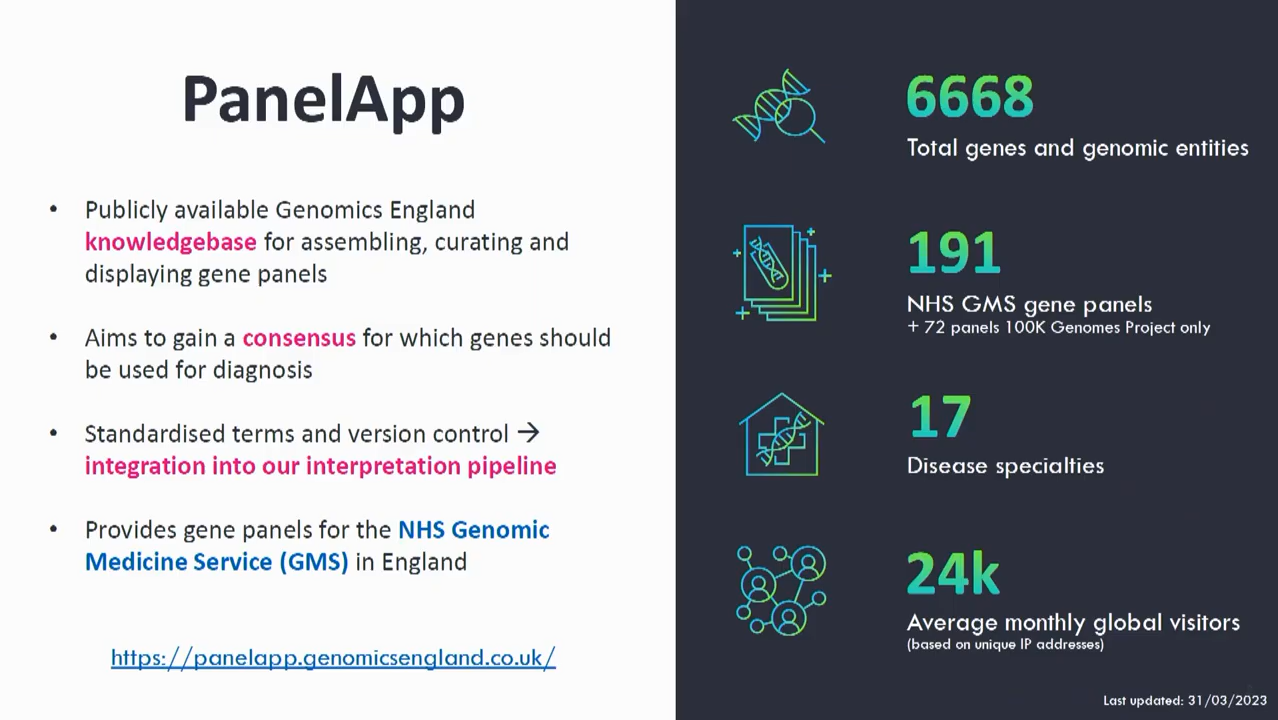 PanelApp
• Publicly available Genomics England
knowledgebase for assembling, curating and
displaying gene panels
• Aims to gain a consensus for which genes should
be used for diagnosis
• Standardised terms and version control →
integration into our interpretation pipeline
• Provides gene panels for the NHS Genomic
Medicine Service (GMS) in England
https://panelapp.genomicsengland.co.uk/
6668
Total genes and genomic entities
191
NHS GMS gene panels
+ 72 panels 100K Genomes Project only
17
Disease specialties
24k
Average monthly global visitors
(based on unique IP addresses)
Last updated: 31/03/2023